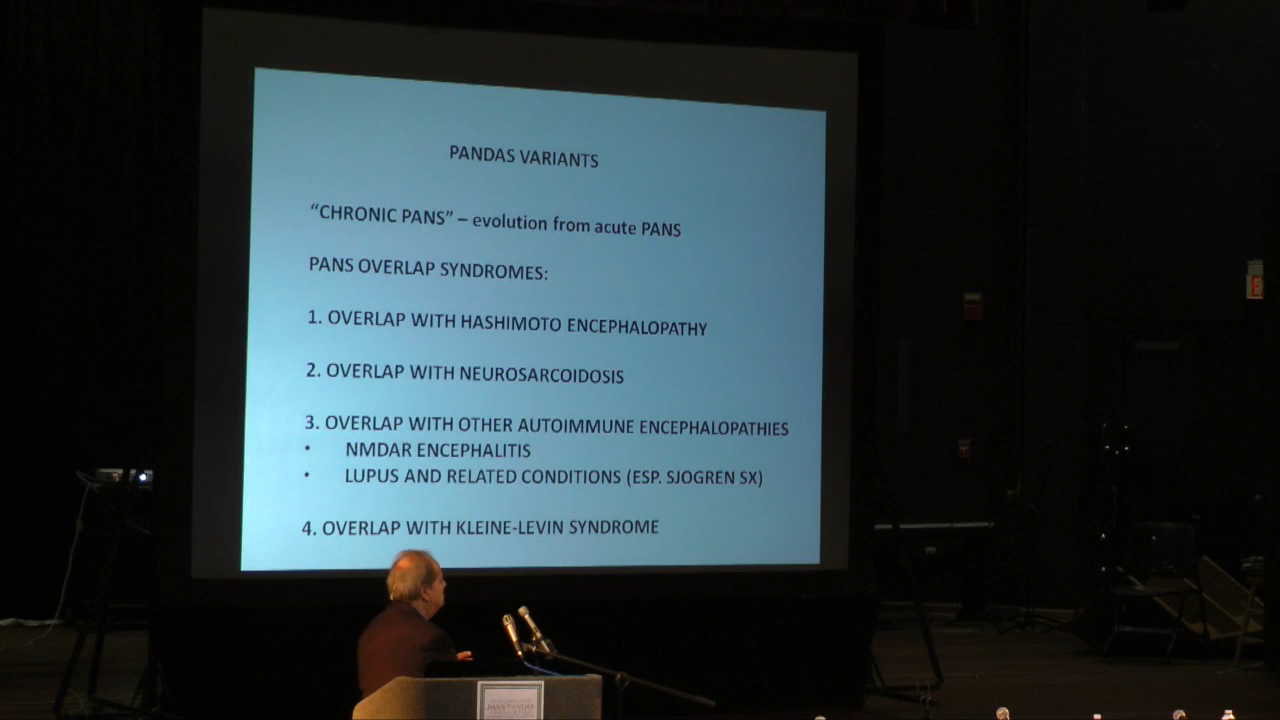 PANDAS VARIANTS
“CHRONIC PANS” – evolution from acute PANS
PANS OVERLAP SYNDROMES:
1. OVERLAP WITH HASHIMOTO ENCEPHALOPATHY
2. OVERLAP WITH NEUROSARCOIDOSIS
3. OVERLAP WITH OTHER AUTOIMMUNE ENCEPHALOPATHIES
• NMDAR ENCEPHALITIS
• LUPUS AND RELATED CONDITIONS (ESP. SJOGREN SX)
4. OVERLAP WITH KLEINE-LEVIN SYNDROME
PANS/PANDAS